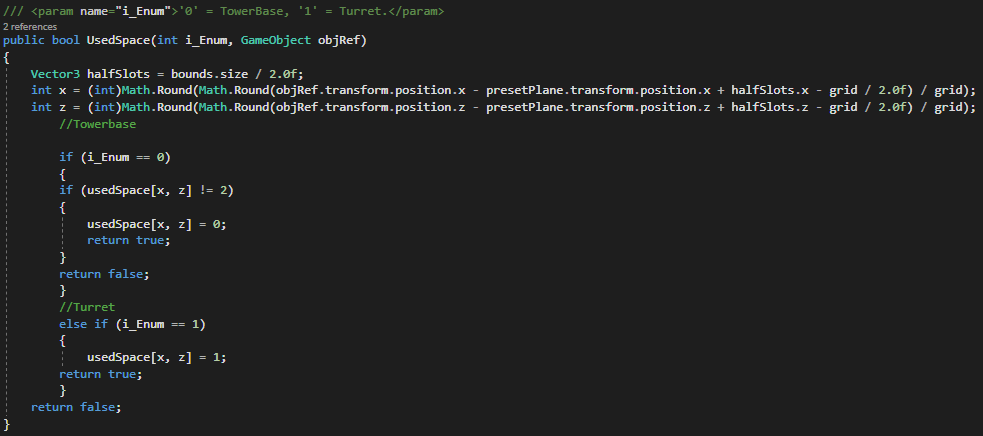 /// <param name="i_Enum">'0' = TowerBase, '1' = Turret.</param>
2 references
public bool UsedSpace(int i_Enum, GameObject objRef)
{
Vector3 halfSlots = bounds.size / 2.0f;
int x = (int)Math.Round(Math.Round(objRef.transform.position.x - presetPlane.transform.position.x + halfSlots.x - grid / 2.0f) / grid);
int z = (int)Math.Round(Math.Round(objRef.transform.position.z - presetPlane.transform.position.z + halfSlots.z - grid / 2.0f) / grid);
//Towerbase
if (i_Enum == 0)
{
if (usedSpace[x, z] != 2)
{
usedSpace[x, z] = 0;
return true;
}
return false;
}
//Turret
else if (i_Enum == 1)
{
usedSpace[x, z] = 1;
return true;
}
return false;
}